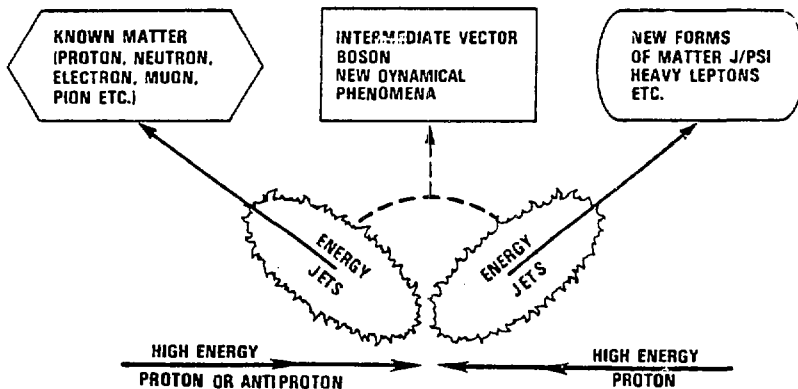 KNOWN MATTER
(PROTON, NEUTRON,
ELECTRON, MUON,
PION ETC.)
INTERMEDIATE VECTOR
BOSON
NEW DYNAMICAL
PHENOMENA
NEW FORMS
OF MATTER J/PSI
HEAVY LEPTONS
ETC.
ENERGY
JETS
ENERGY
JETS
HIGH ENERGY
PROTON OR ANTIPROTON
HIGH ENERGY
PROTON